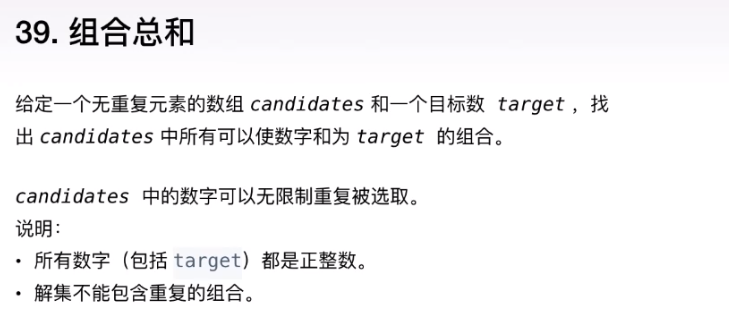 39. 组合总和
给定一个无重复元素的数组 candidates 和一个目标数 target ，找
出 candidates 中所有可以使数字和为 target 的组合。
candidates 中的数字可以无限制重复被选取。
说明：
• 所有数字（包括 target）都是正整数。
• 解集不能包含重复的组合。